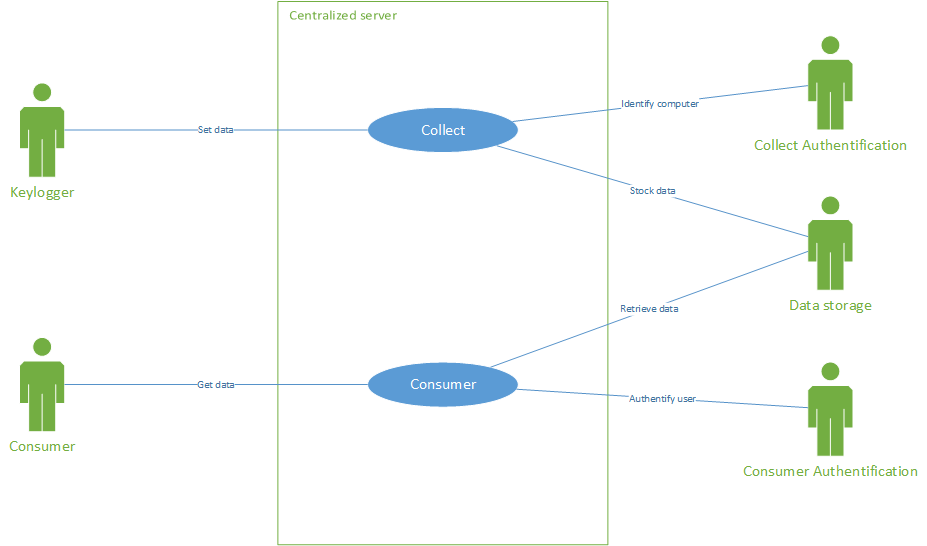 Centralized server
Set data
Collect
Identify computer
Collect Authentification
Keylogger
Stock data
Data storage
Retrieve data
Get data
Consumer
Authentify user
Consumer
Consumer Authentification